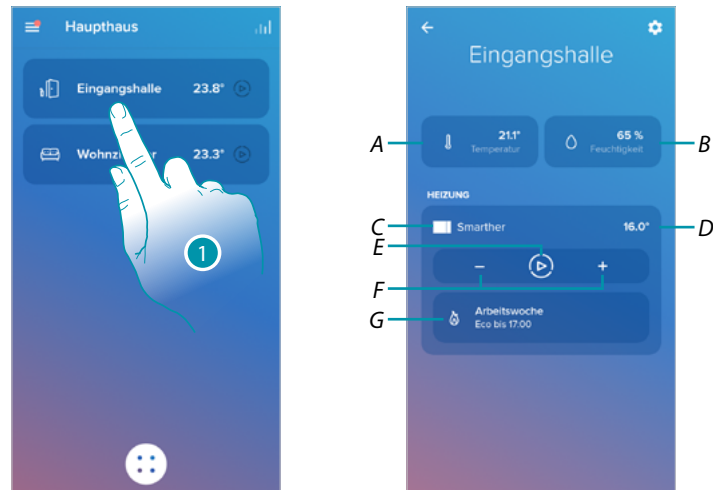 Haupthaus
Eingangshalle 23.8°
23.3°
1
Eingangshalle
A
21.1°
Temperatur
65 %
Feuchtigkeit
B
HEIZUNG
C
Smarther
16.0°
D
E
− +
F
G
Arbeitswoche
Eco bis 17:00